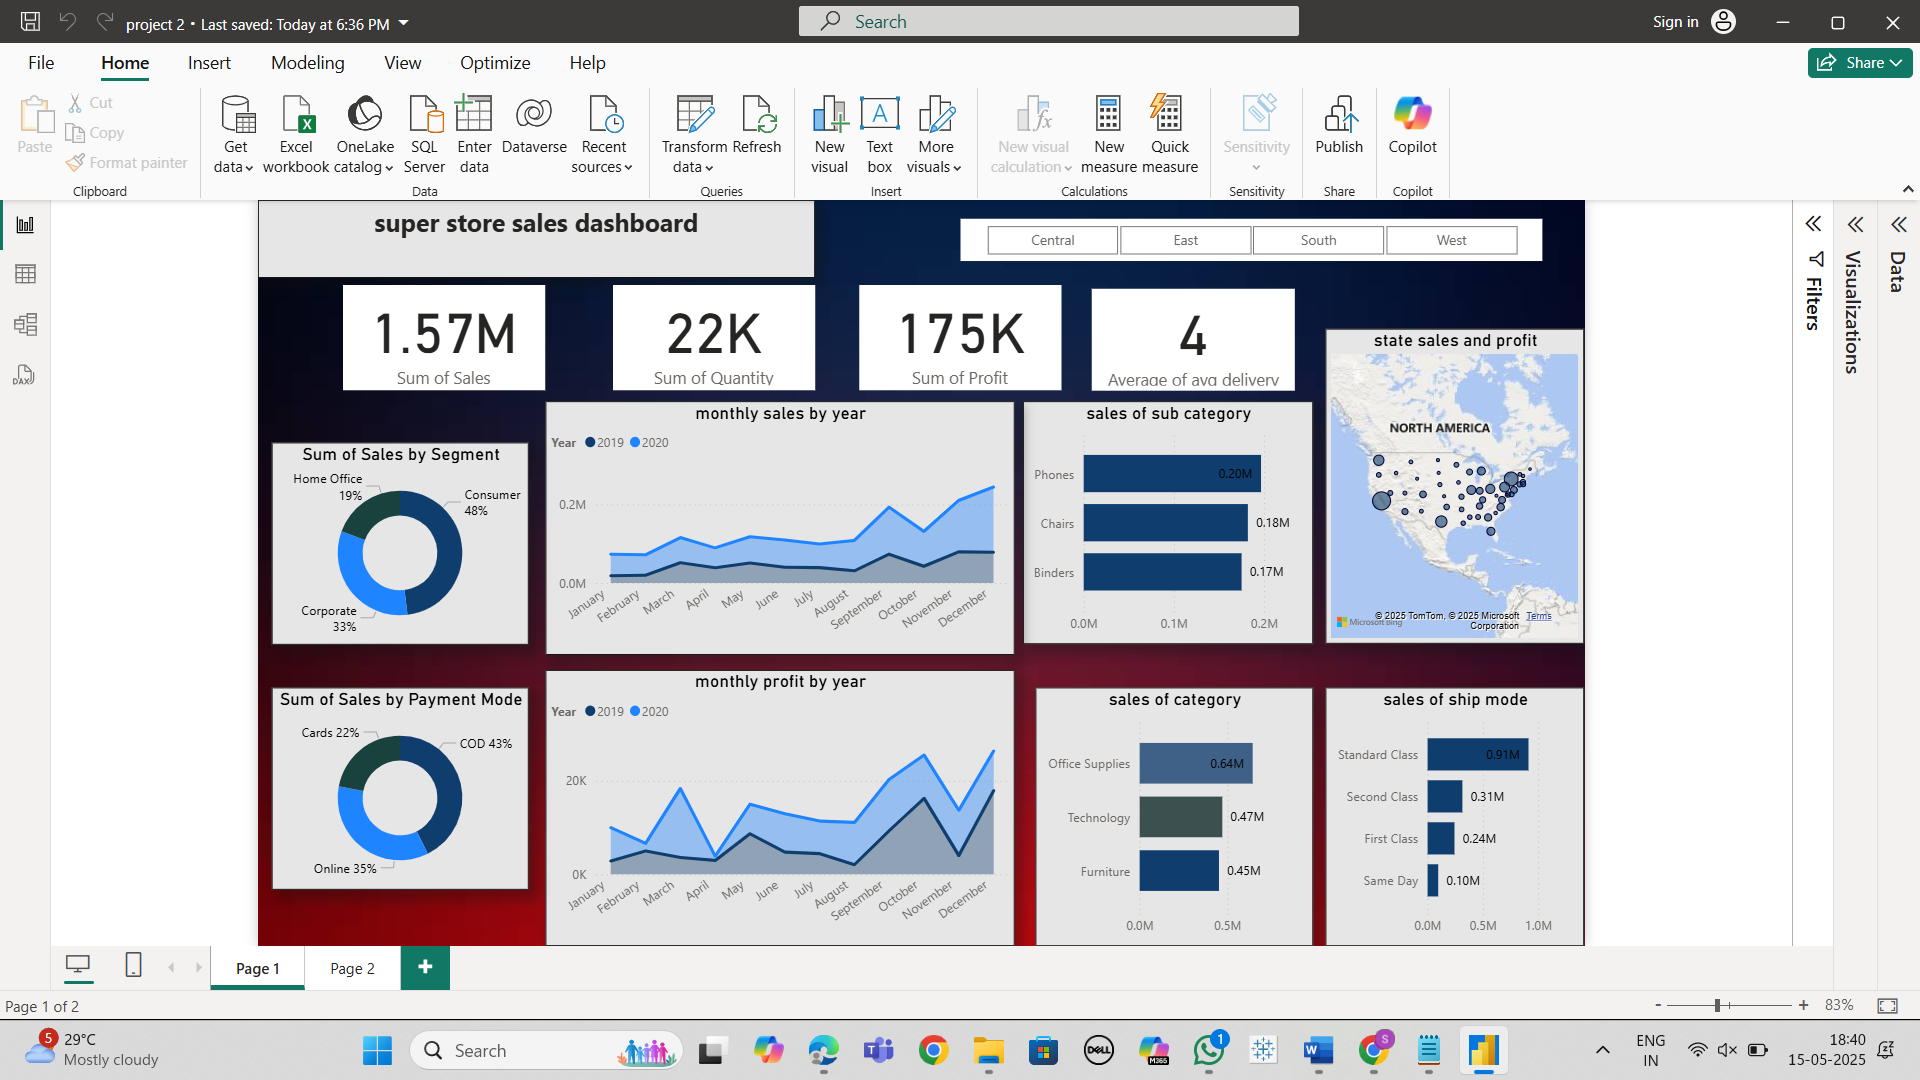 project 2 • Last saved: Today at 6:36 PM
Search
Sign in
File
Home
Insert
Modeling
View
Optimize
Help
Share
Paste
Cut
Copy
Format painter
Clipboard
Get data
Excel workbook
OneLake catalog
SQL Server
Enter data
Dataverse
Recent sources
Data
Transform data
Refresh
Queries
New visual
Text box
More visuals
Insert
New visual calculation
New measure
Quick measure
Calculations
Sensitivity
Sensitivity
Publish
Share
Copilot
Copilot
super store sales dashboard
Central
East
South
West
1.57M
Sum of Sales
22K
Sum of Quantity
175K
Sum of Profit
4
Average of avg delivery
Sum of Sales by Segment
Home Office 19%
Consumer 48%
Corporate 33%
monthly sales by year
Year 2019 2020
0.2M
0.0M
January February March April May June July August September October November December
sales of sub category
Phones 0.20M
Chairs 0.18M
Binders 0.17M
0.0M 0.1M 0.2M
state sales and profit
NORTH AMERICA
Microsoft Bing
© 2025 TomTom, © 2025 Microsoft Corporation Terms
Sum of Sales by Payment Mode
Cards 22%
COD 43%
Online 35%
monthly profit by year
Year 2019 2020
20K
0K
January February March April May June July August September October November December
sales of category
Office Supplies 0.64M
Technology 0.47M
Furniture 0.45M
0.0M 0.5M
sales of ship mode
Standard Class 0.91M
Second Class 0.31M
First Class 0.24M
Same Day 0.10M
0.0M 0.5M 1.0M
Filters
Visualizations
Data
DAX
Page 1
Page 2
+
Page 1 of 2
- + 83%
5
29°C
Mostly cloudy
Search
DELL
M365
1
S
ENG
IN
18:40
15-05-2025